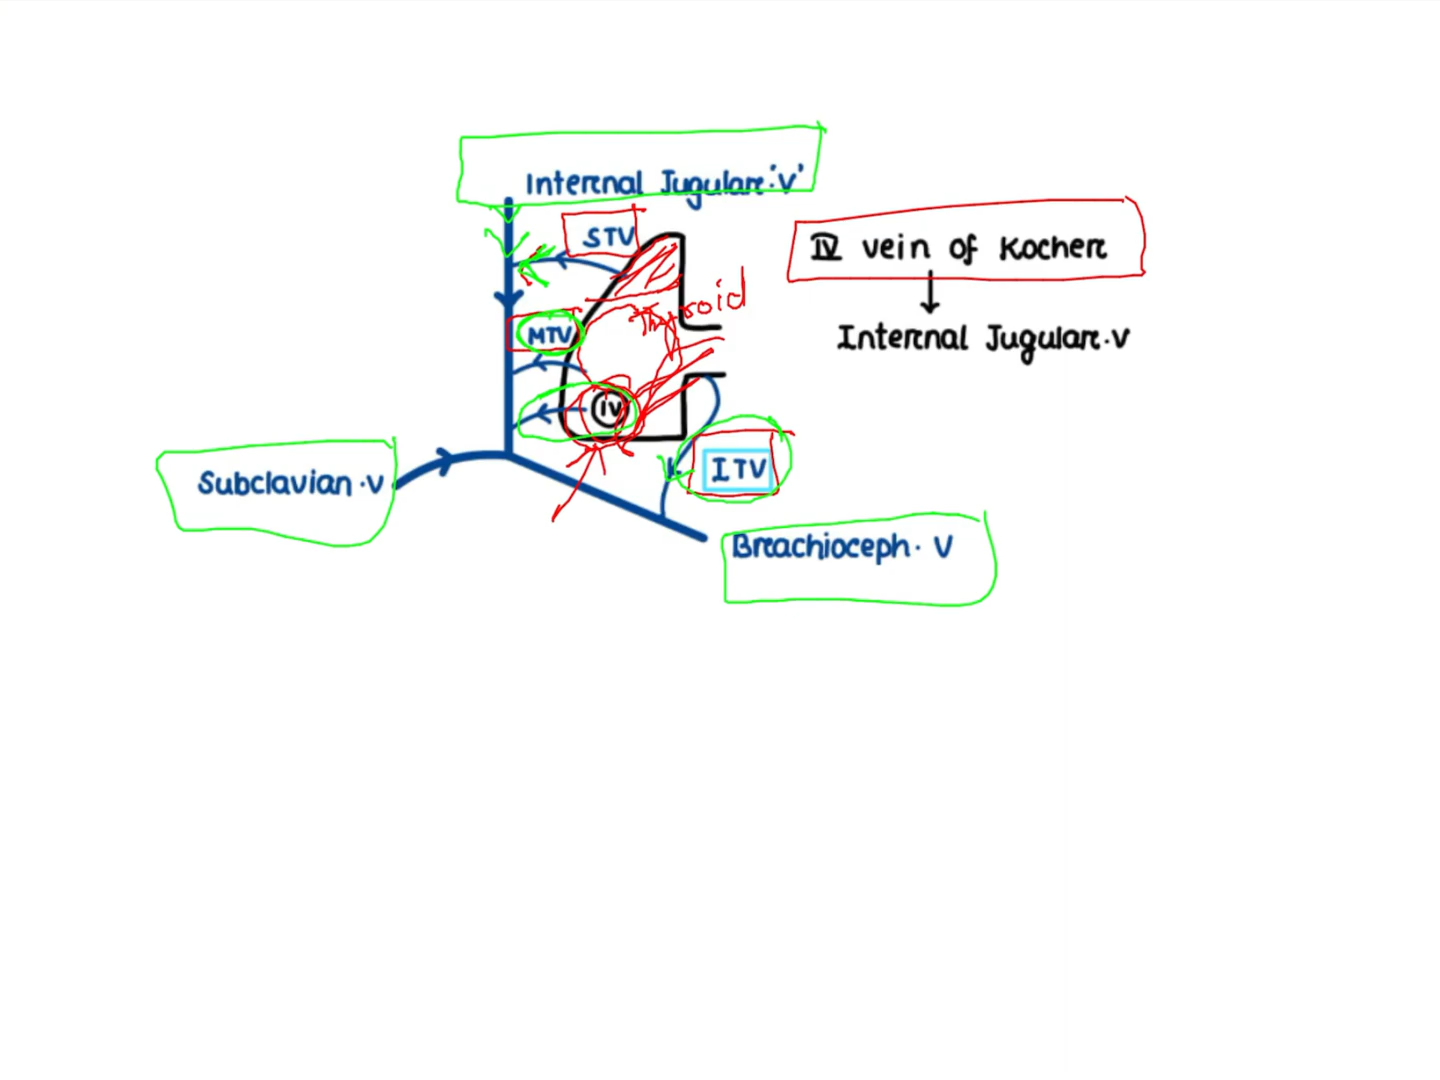 Internal Jugular.'V'
STV
IV vein of Kocher
Thyroid
MTV
Internal Jugular.V
IV
ITV
Subclavian.V
Brachioceph. V